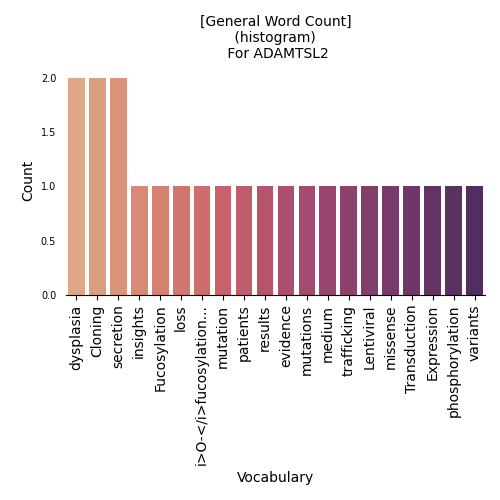 [General Word Count]
(histogram)
For ADAMTSL2
Count
2.0
1.5
1.0
0.5
0.0
dysplasia
Cloning
secretion
insights
Fucosylation
loss
i>O-</i>fucosylation...
mutation
patients
results
evidence
mutations
medium
trafficking
Lentiviral
missense
Transduction
Expression
phosphorylation
variants
Vocabulary